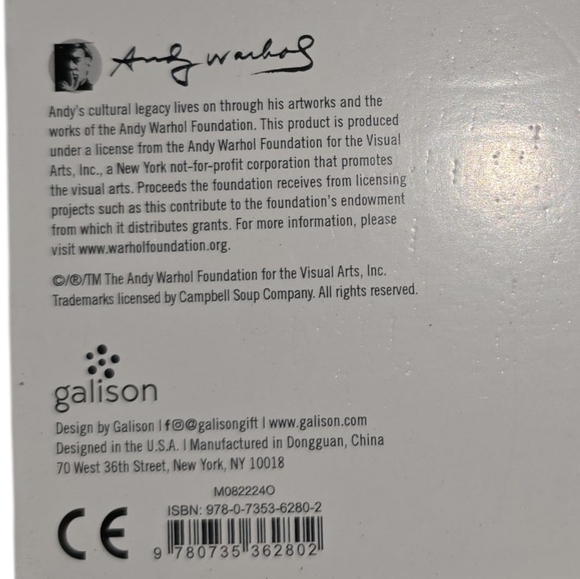 Andy Warhol
Andy's cultural legacy lives on through his artworks and the
works of the Andy Warhol Foundation. This product is produced
under a license from the Andy Warhol Foundation for the Visual
Arts, Inc., a New York not-for-profit corporation that promotes
the visual arts. Proceeds the foundation receives from licensing
projects such as this contribute to the foundation's endowment
from which it distributes grants. For more information, please
visit www.warholfoundation.org.
©/®/TM The Andy Warhol Foundation for the Visual Arts, Inc.
Trademarks licensed by Campbell Soup Company. All rights reserved.
galison
Design by Galison | f @galisongift | www.galison.com
Designed in the U.S.A. | Manufactured in Dongguan, China
70 West 36th Street, New York, NY 10018
M082224O
ISBN: 978-0-7353-6280-2
CE
9 780735 362802